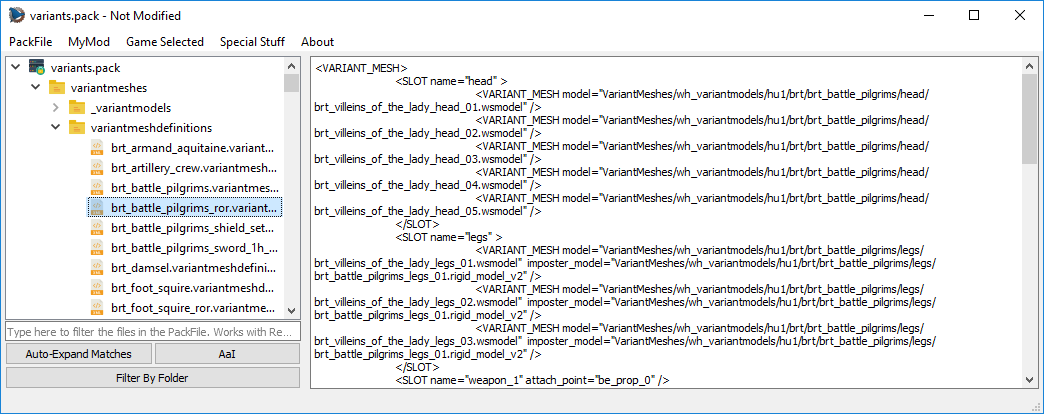 variants.pack - Not Modified
PackFile MyMod Game Selected Special Stuff About
variants.pack
variantmeshes
_variantmodels
variantmeshdefinitions
brt_armand_aquitaine.variant...
brt_artillery_crew.variantmesh...
brt_battle_pilgrims.variantmes...
brt_battle_pilgrims_ror.variant...
brt_battle_pilgrims_shield_set...
brt_battle_pilgrims_sword_1h_...
brt_damsel.variantmeshdefini...
brt_foot_squire.variantmeshd...
brt_foot_squire_ror.variantme...
Type here to filter the files in the PackFile. Works with Re...
Auto-Expand Matches AaI
Filter By Folder
<VARIANT_MESH>
<SLOT name="head" >
<VARIANT_MESH model="VariantMeshes/wh_variantmodels/hu1/brt/brt_battle_pilgrims/head/
brt_villeins_of_the_lady_head_01.wsmodel" />
<VARIANT_MESH model="VariantMeshes/wh_variantmodels/hu1/brt/brt_battle_pilgrims/head/
brt_villeins_of_the_lady_head_02.wsmodel" />
<VARIANT_MESH model="VariantMeshes/wh_variantmodels/hu1/brt/brt_battle_pilgrims/head/
brt_villeins_of_the_lady_head_03.wsmodel" />
<VARIANT_MESH model="VariantMeshes/wh_variantmodels/hu1/brt/brt_battle_pilgrims/head/
brt_villeins_of_the_lady_head_04.wsmodel" />
<VARIANT_MESH model="VariantMeshes/wh_variantmodels/hu1/brt/brt_battle_pilgrims/head/
brt_villeins_of_the_lady_head_05.wsmodel" />
</SLOT>
<SLOT name="legs" >
<VARIANT_MESH model="VariantMeshes/wh_variantmodels/hu1/brt/brt_battle_pilgrims/legs/
brt_villeins_of_the_lady_legs_01.wsmodel" imposter_model="VariantMeshes/wh_variantmodels/hu1/brt/brt_battle_pilgrims/legs/
brt_battle_pilgrims_legs_01.rigid_model_v2" />
<VARIANT_MESH model="VariantMeshes/wh_variantmodels/hu1/brt/brt_battle_pilgrims/legs/
brt_villeins_of_the_lady_legs_02.wsmodel" imposter_model="VariantMeshes/wh_variantmodels/hu1/brt/brt_battle_pilgrims/legs/
brt_battle_pilgrims_legs_01.rigid_model_v2" />
<VARIANT_MESH model="VariantMeshes/wh_variantmodels/hu1/brt/brt_battle_pilgrims/legs/
brt_villeins_of_the_lady_legs_03.wsmodel" imposter_model="VariantMeshes/wh_variantmodels/hu1/brt/brt_battle_pilgrims/legs/
brt_battle_pilgrims_legs_01.rigid_model_v2" />
</SLOT>
<SLOT name="weapon_1" attach_point="be_prop_0" />